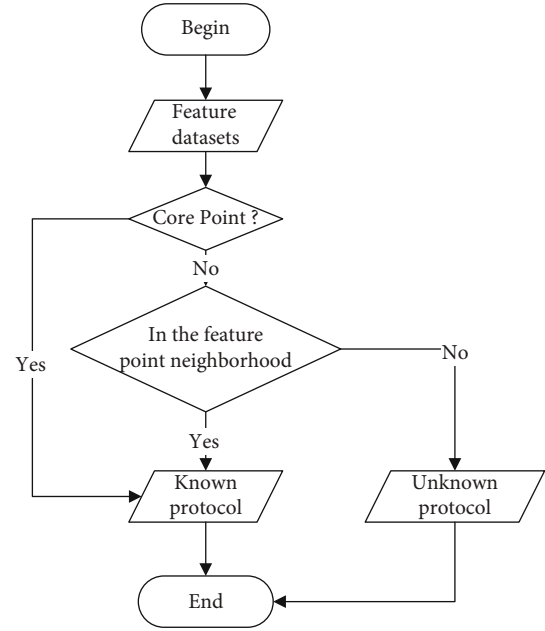 Begin
Feature
datasets
Core Point ?
No
In the feature
point neighborhood
Yes
No
Yes
Known
protocol
Unknown
protocol
End